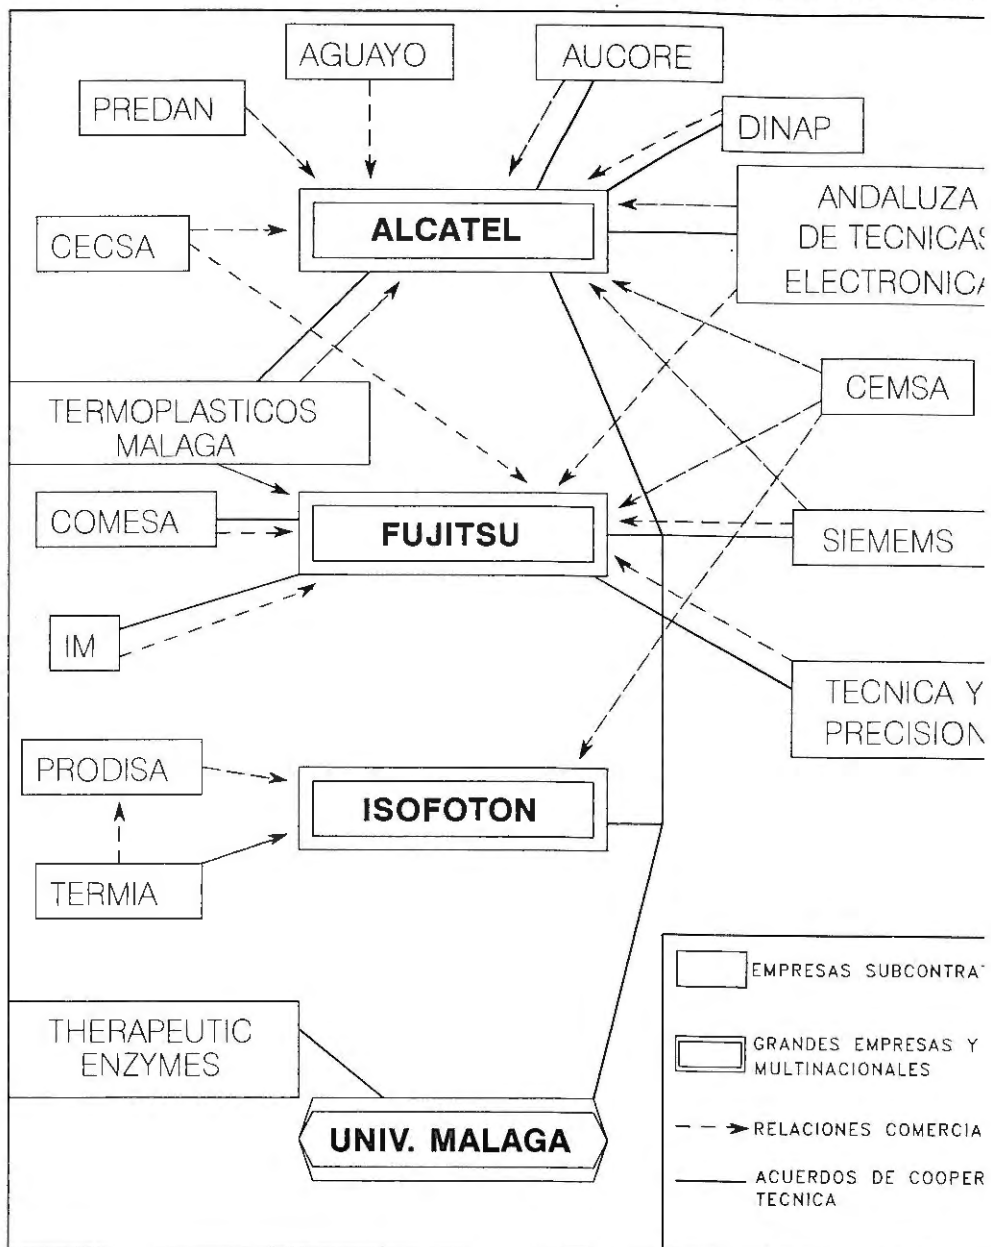 AGUAYO
AUCORE
PREDAN
DINAP
ALCATEL
ANDALUZA
DE TECNICAS
ELECTRONICA
CECSA
CEMSA
TERMOPLASTICOS
MALAGA
COMESA
FUJITSU
SIEMEMS
IM
TECNICA Y
PRECISION
PRODISA
ISOFOTON
TERMIA
EMPRESAS SUBCONTRA
THERAPEUTIC
ENZYMES
GRANDES EMPRESAS Y
MULTINACIONALES
RELACIONES COMERCIA
UNIV. MALAGA
ACUERDOS DE COOPER
TECNICA